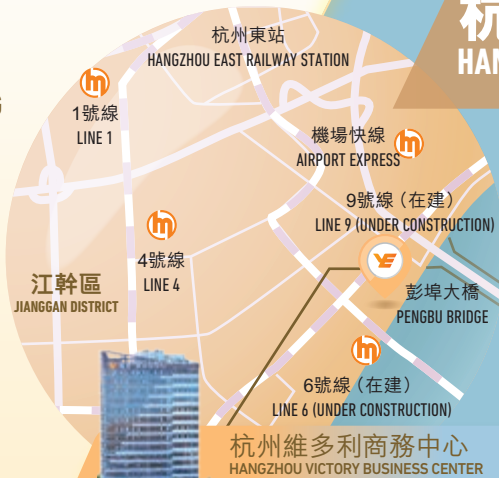 杭
HAN
杭州東站
HANGZHOU EAST RAILWAY STATION
1號線
LINE 1
機場快線
AIRPORT EXPRESS
9號線（在建）
LINE 9 (UNDER CONSTRUCTION)
4號線
LINE 4
江幹區
JIANGGAN DISTRICT
彭埠大橋
PENGBU BRIDGE
6號線（在建）
LINE 6 (UNDER CONSTRUCTION)
杭州維多利商務中心
HANGZHOU VICTORY BUSINESS CENTER